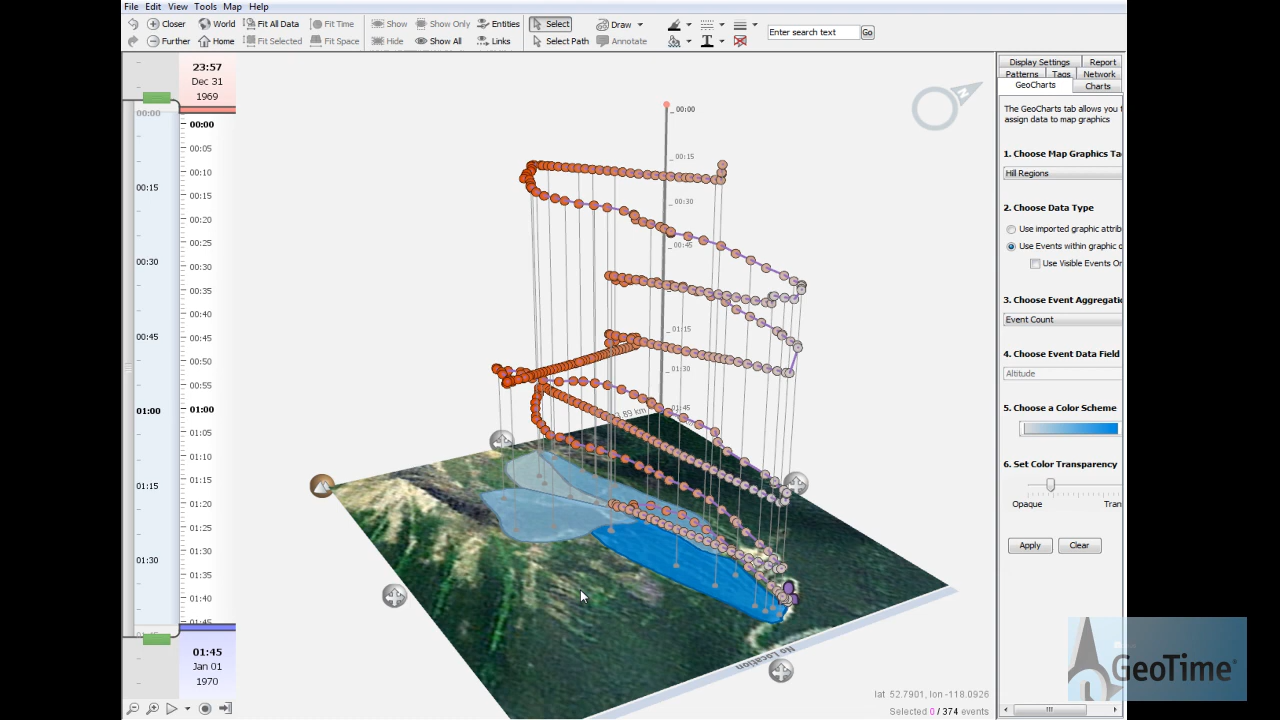 File Edit View Tools Map Help
Closer World Fit All Data Fit Time Show Show Only Entities Select Draw
Further Home Fit Selected Fit Space Hide Show All Links Select Path Annotate
Enter search text Go
23:57
Dec 31
1969
00:00
00:15
00:30
00:45
01:00
01:15
01:30
00:00
00:05
00:10
00:15
00:20
00:25
00:30
00:35
00:40
00:45
00:50
00:55
01:00
01:05
01:10
01:15
01:20
01:25
01:30
01:35
01:40
01:45
01:45
Jan 01
1970
00:00
00:15
00:30
00:45
01:15
01:30
01:45
3.89 km
N
No Location
lat 52.7901, lon -118.0926
Selected 0 / 374 events
Display Settings Report
Patterns Tags Network
GeoCharts Charts
The GeoCharts tab allows you
assign data to map graphics
1. Choose Map Graphics Ta
Hill Regions
2. Choose Data Type
Use imported graphic attrib
Use Events within graphic
Use Visible Events On
3. Choose Event Aggregati
Event Count
4. Choose Event Data Field
Altitude
5. Choose a Color Scheme
6. Set Color Transparency
Opaque Tran
Apply Clear
GeoTime®